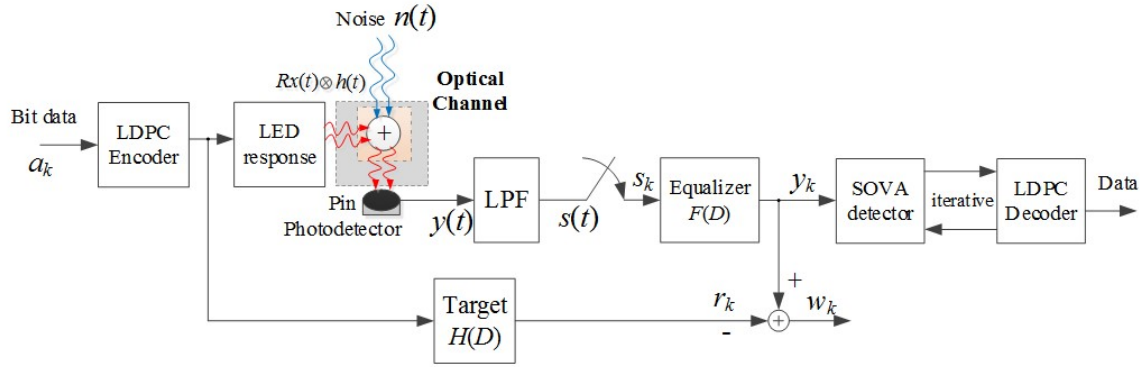 Noise n(t)
Rx(t)⊗h(t)
Optical
Channel
Bit data
a_k
LDPC
Encoder
LED
response
+
Pin
Photodetector
y(t)
LPF
s(t)
s_k
Equalizer
F(D)
y_k
SOVA
detector
iterative
LDPC
Decoder
Data
Target
H(D)
r_k
-
+
+
w_k